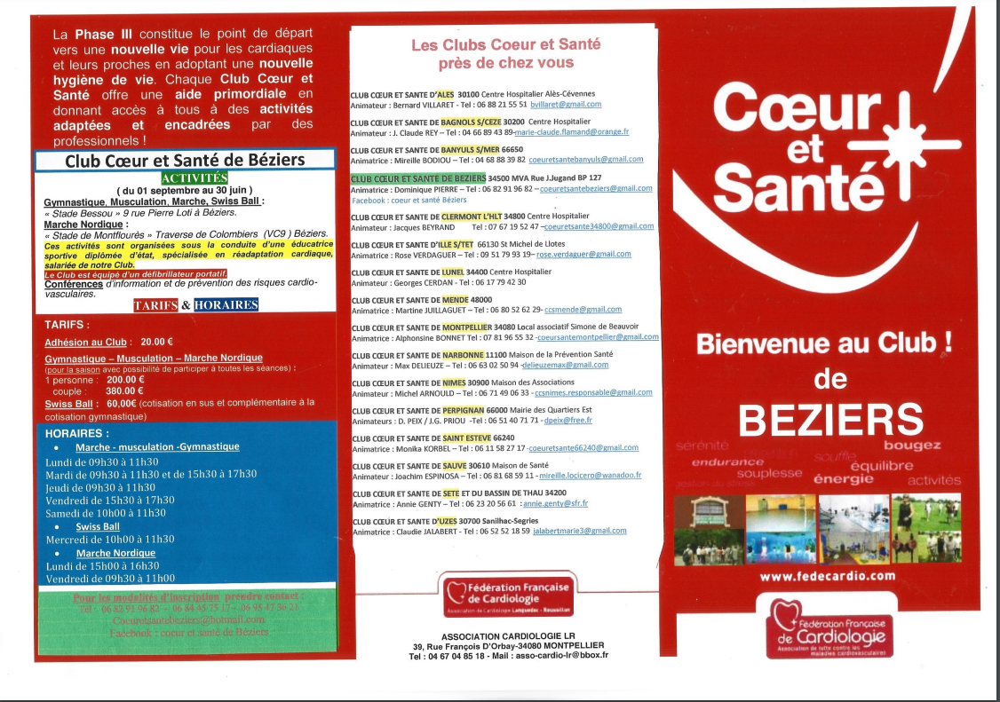 La Phase III constitue le point de départ
vers une nouvelle vie pour les cardiaques
et leurs proches en adoptant une nouvelle
hygiène de vie. Chaque Club Cœur et
Santé offre une aide primordiale en
donnant accès à tous à des activités
adaptées et encadrées par des
professionnels !
Club Cœur et Santé de Béziers
ACTIVITÉS
( du 01 septembre au 30 juin )
Gymnastique, Musculation, Marche, Swiss Ball :
« Stade Bessou » 9 rue Pierre Loti à Béziers.
Marche Nordique :
« Stade de Montflourès » Traverse de Colombiers (VC9 ) Béziers.
Ces activités sont organisées sous la conduite d'une éducatrice
sportive diplômée d'état, spécialisée en réadaptation cardiaque,
salariée de notre Club.
Le Club est équipé d'un défibrillateur portatif.
Conférences d'information et de prévention des risques cardio-
vasculaires.
TARIFS & HORAIRES
TARIFS :
Adhésion au Club : 20.00 €
Gymnastique – Musculation – Marche Nordique
(pour la saison avec possibilité de participer à toutes les séances) :
1 personne : 200.00 €
couple : 380.00 €
Swiss Ball : 60,00€ (cotisation en sus et complémentaire à la
cotisation gymnastique)
HORAIRES :
• Marche - musculation -Gymnastique
Lundi de 09h30 à 11h30
Mardi de 09h30 à 11h30 et de 15h30 à 17h30
Jeudi de 09h30 à 11h30
Vendredi de 15h30 à 17h30
Samedi de 10h00 à 11h30
• Swiss Ball
Mercredi de 10h00 à 11h30
• Marche Nordique
Lundi de 15h00 à 16h30
Vendredi de 09h30 à 11h00
Pour les modalités d'inscription prendre contact :
Tél : 06 82 91 96 82 – 06 84 45 75 17 – 06 95 47 36 21
Coeuretsantebeziers@hotmail.com
Facebook : coeur et santé de Béziers
Les Clubs Coeur et Santé
près de chez vous
CLUB CŒUR ET SANTE D'ALES 30100 Centre Hospitalier Alès-Cévennes
Animateur : Bernard VILLARET - Tel : 06 88 21 55 51 bvillaret@gmail.com
CLUB CŒUR ET SANTE DE BAGNOLS S/CEZE 30200 Centre Hospitalier
Animateur : J. Claude REY – Tel : 04 66 89 43 89-marie-claude.flamand@orange.fr
CLUB CŒUR ET SANTE DE BANYULS S/MER 66650
Animatrice : Mireille BODIOU – Tel : 04 68 88 39 82 coeuretsantebanyuls@gmail.com
CLUB CŒUR ET SANTE DE BEZIERS 34500 MVA Rue J.Jugand BP 127
Animatrice : Dominique PIERRE – Tel : 06 82 91 96 82 –coeuretsantebeziers@gmail.com
Facebook : coeur et santé Béziers
CLUB CŒUR ET SANTE DE CLERMONT L'HLT 34800 Centre Hospitalier
Animateur : Jacques BEYRAND Tel : 07 67 19 52 47 –coeuretsante34800@gmail.com
CLUB CŒUR ET SANTE D'ILLE S/TET 66130 St Michel de Llotes
Animatrice : Rose VERDAGUER – Tel : 09 51 79 93 19– rose.verdaguer@gmail.com
CLUB CŒUR ET SANTE DE LUNEL 34400 Centre Hospitalier
Animateur : Georges CERDAN - Tel : 06 17 79 42 30
CLUB CŒUR ET SANTE DE MENDE 48000
Animatrice : Martine JUILLAGUET – Tel : 06 80 52 62 29- ccsmende@gmail.com
CLUB CŒUR ET SANTE DE MONTPELLIER 34080 Local associatif Simone de Beauvoir
Animatrice : Alphonsine BONNET Tel : 07 81 96 55 32 -coeursantemontpellier@gmail.com
CLUB CŒUR ET SANTE DE NARBONNE 11100 Maison de la Prévention Santé
Animateur : Max DELIEUZE – Tel : 06 63 02 50 94 -delieuzemax@gmail.com
CLUB CŒUR ET SANTE DE NIMES 30900 Maison des Associations
Animateur : Michel ARNOULD – Tel : 06 71 49 06 33 - ccsnimes.responsable@gmail.com
CLUB CŒUR ET SANTE DE PERPIGNAN 66000 Mairie des Quartiers Est
Animateurs : D. PEIX / J.G. PRIOU -Tel : 06 51 40 71 71 - dpeix@free.fr
CLUB CŒUR ET SANTE DE SAINT ESTEVE 66240
Animatrice : Monika KORBEL – Tel : 06 11 58 27 17 -coeuretsante66240@gmail.com
CLUB CŒUR ET SANTE DE SAUVE 30610 Maison de Santé
Animateur : Joachim ESPINOSA – Tel : 06 81 68 59 11 - mireille.locicero@wanadoo.fr
CLUB CŒUR ET SANTE DE SETE ET DU BASSIN DE THAU 34200
Animatrice : Annie GENTY – Tel : 06 23 20 56 61 : annie.genty@sfr.fr
CLUB CŒUR ET SANTE D'UZES 30700 Sanilhac-Segries
Animatrice : Claudie JALABERT - Tel : 06 52 52 18 59 jalabertmarie3@gmail.com
Fédération Française
de Cardiologie
Association de Cardiologie Languedoc - Roussillon
ASSOCIATION CARDIOLOGIE LR
39, Rue François D'Orbay-34080 MONTPELLIER
Tel : 04 67 04 85 18 - Mail : asso-cardio-lr@bbox.fr
Cœur
et
Santé
Bienvenue au Club !
de
BEZIERS
sérénité
bougez
souffle
endurance
équilibre
souplesse
énergie
activités
gestion du stress
www.fedecardio.com
Fédération Française
de Cardiologie
Association de lutte contre les
maladies cardiovasculaires